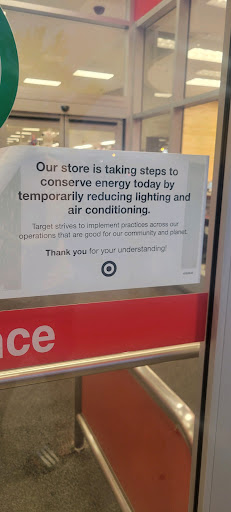 Our store is taking steps to
conserve energy today by
temporarily reducing lighting and
air conditioning.
Target strives to implement practices across our
operations that are good for our community and planet.
Thank you for your understanding!
nce